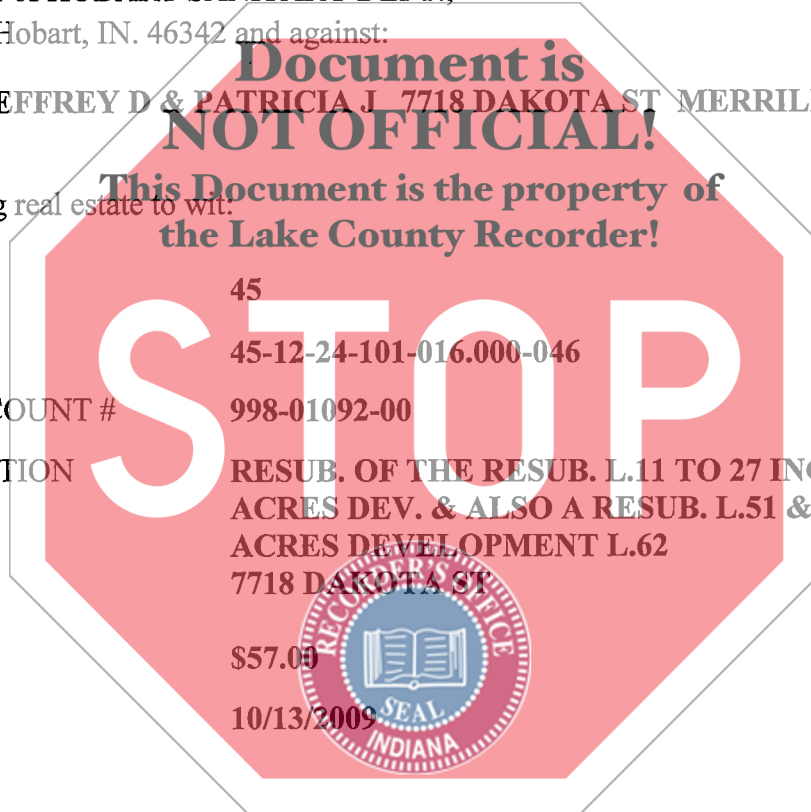 Hobart, IN. 46342 and against:
Document is
EFFREY D & PATRICIA J 7718 DAKOTA ST MERRIL
NOT OFFICIAL!
This Document is the property of
real estate to wit:
the Lake County Recorder!
45
STOP
45-12-24-101-016.000-046
COUNT # 998-01092-00
TION RESUB. OF THE RESUB. L.11 TO 27 INC
ACRES DEV. & ALSO A RESUB. L.51 &
ACRES DEVELOPMENT L.62
7718 DAKOTA ST
RECORDER'S OFFICE
$57.00
10/13/2009
SEAL
INDIANA